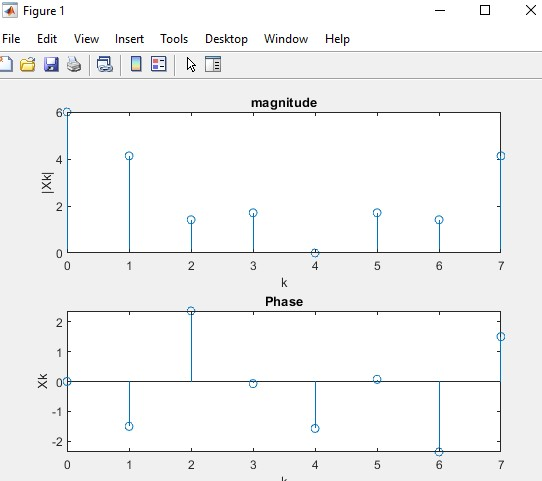 Figure 1
File Edit View Insert Tools Desktop Window Help
magnitude
6
4
2
0
|Xk|
0 1 2 3 4 5 6 7
k
Phase
2
1
0
-1
-2
Xk
0 1 2 3 4 5 6 7
k